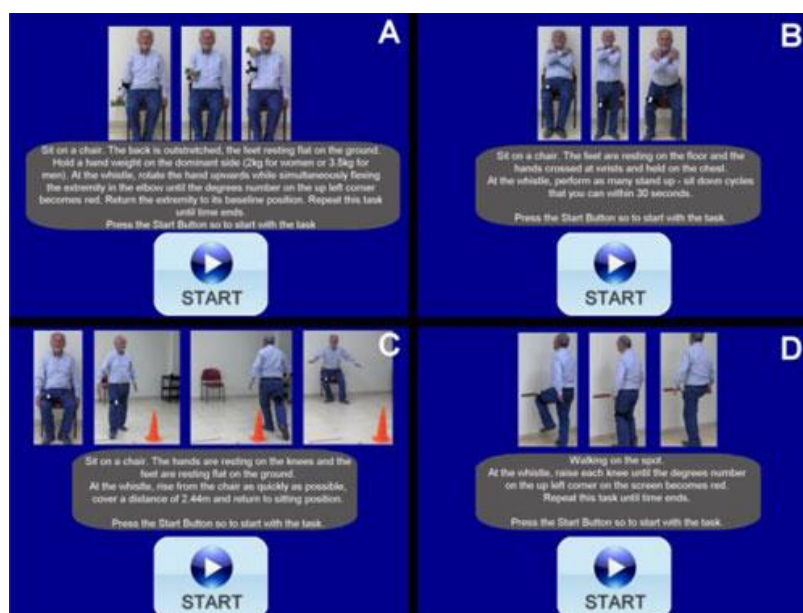 A
Sit on a chair. The back is outstretched, the feet resting flat on the ground.
Hold a hand weight on the dominant side (2kg for women or 3.5kg for
men). At the whistle, rotate the hand upwards while simultaneously flexing
the extremity in the elbow until the degrees number on the up left corner
becomes red. Return the extremity to its baseline position. Repeat this task
until time ends.
Press the Start Button so to start with the task
START
B
Sit on a chair. The feet are resting on the floor and the
hands crossed at wrists and held on the chest.
At the whistle, perform as many stand up - sit down cycles
that you can within 30 seconds.
Press the Start Button so to start with the task.
START
C
Sit on a chair. The hands are resting on the knees and the
feet are resting flat on the ground.
At the whistle, rise from the chair as quickly as possible,
cover a distance of 2.44m and return to sitting position.
Press the Start Button so to start with the task.
START
D
Walking on the spot.
At the whistle, raise each knee until the degrees number
on the up left corner on the screen becomes red.
Repeat this task until time ends.
Press the Start Button so to start with the task.
START